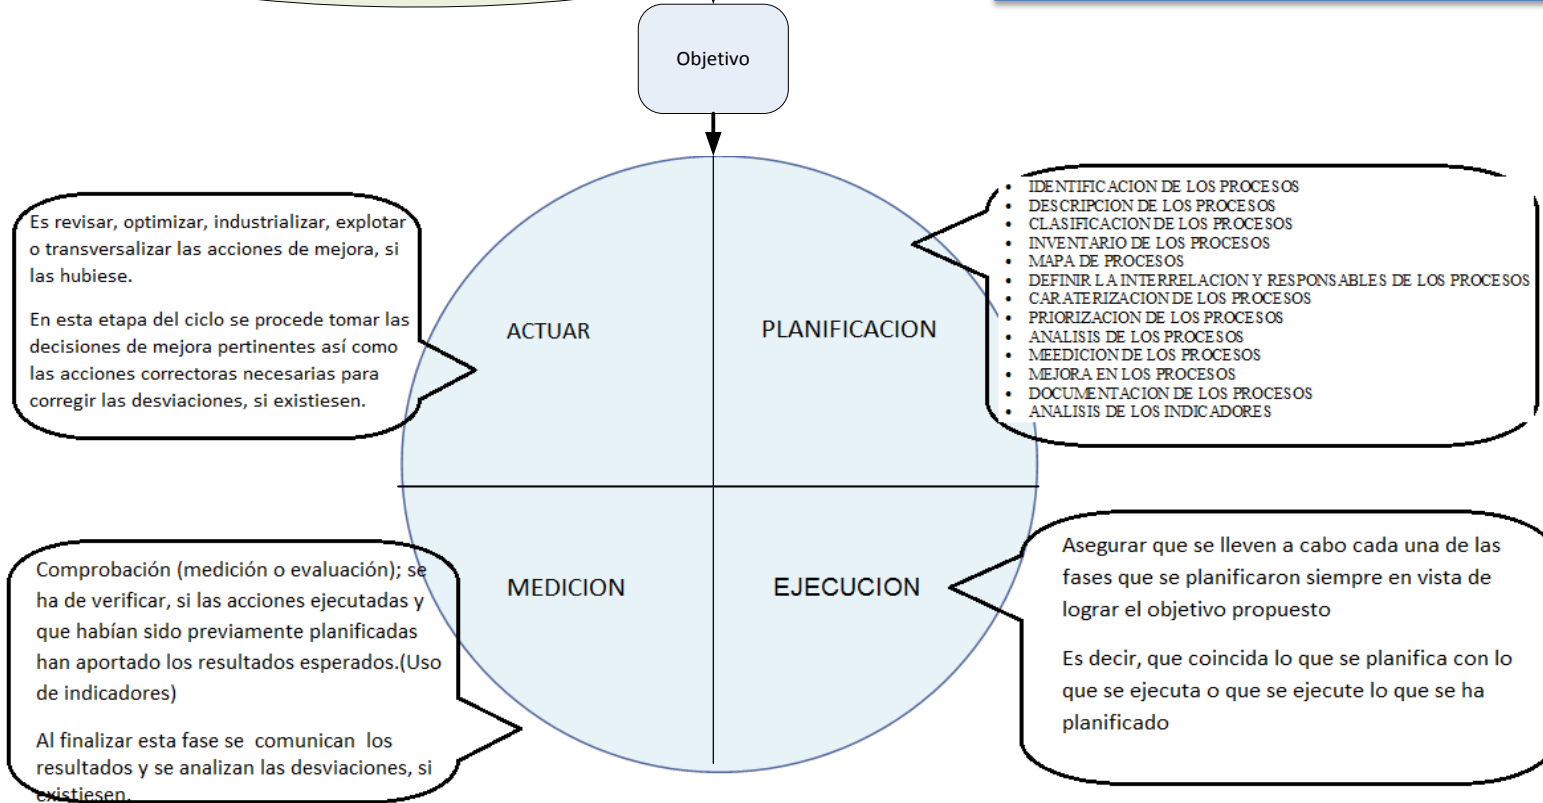 Objetivo
Es revisar, optimizar, industrializar, explotar
o transversalizar las acciones de mejora, si
las hubiese.
En esta etapa del ciclo se procede tomar las
decisiones de mejora pertinentes así como
las acciones correctoras necesarias para
corregir las desviaciones, si existiesen.
ACTUAR
PLANIFICACION
• IDENTIFICACION DE LOS PROCESOS
• DESCRIPCION DE LOS PROCESOS
• CLASIFICACION DE LOS PROCESOS
• INVENTARIO DE LOS PROCESOS
• MAPA DE PROCESOS
• DEFINIR LA INTERRELACION Y RESPONSABLES DE LOS PROCESOS
• CARATERIZACION DE LOS PROCESOS
• PRIORIZACION DE LOS PROCESOS
• ANALISIS DE LOS PROCESOS
• MEEDICION DE LOS PROCESOS
• MEJORA EN LOS PROCESOS
• DOCUMENTACION DE LOS PROCESOS
• ANALISIS DE LOS INDICADORES
Comprobación (medición o evaluación); se
ha de verificar, si las acciones ejecutadas y
que habían sido previamente planificadas
han aportado los resultados esperados.(Uso
de indicadores)
Al finalizar esta fase se comunican los
resultados y se analizan las desviaciones, si
existiesen.
MEDICION
EJECUCION
Asegurar que se lleven a cabo cada una de las
fases que se planificaron siempre en vista de
lograr el objetivo propuesto
Es decir, que coincida lo que se planifica con lo
que se ejecuta o que se ejecute lo que se ha
planificado